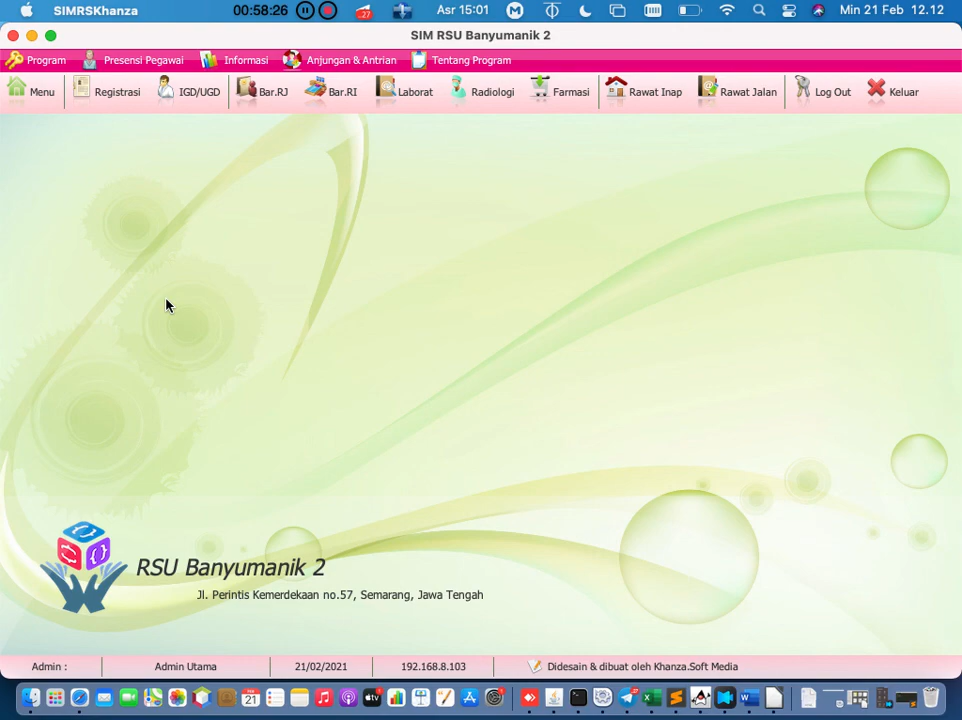 SIMRSKhanza 00:58:26 27 Asr 15:01 Min 21 Feb 12.12
SIM RSU Banyumanik 2
Program Presensi Pegawai Informasi Anjungan & Antrian Tentang Program
Menu Registrasi IGD/UGD Bar.RJ Bar.RI Laborat Radiologi Farmasi Rawat Inap Rawat Jalan Log Out Keluar
RSU Banyumanik 2
Jl. Perintis Kemerdekaan no.57, Semarang, Jawa Tengah
Admin : Admin Utama 21/02/2021 192.168.8.103 Didesain & dibuat oleh Khanza.Soft Media